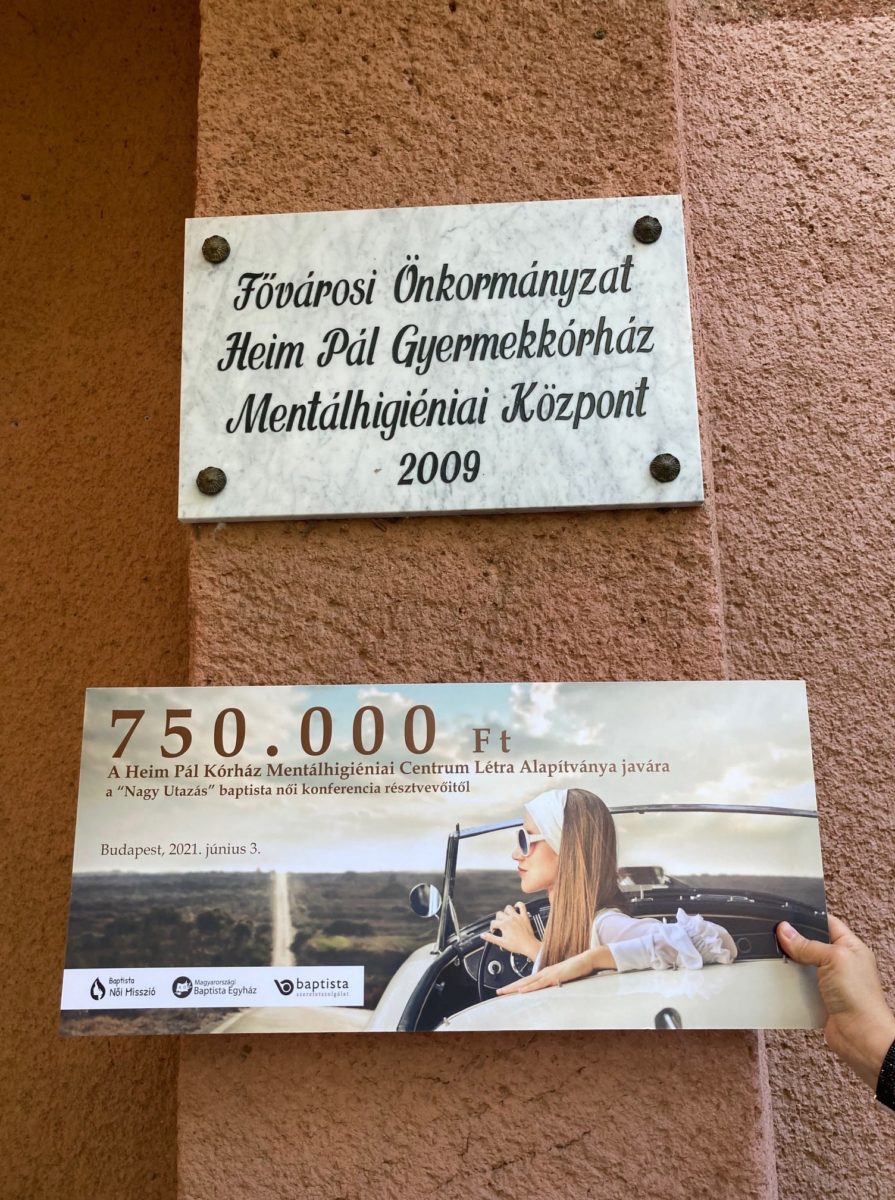 Fővárosi Önkormányzat
Heim Pál Gyermekkórház
Mentálhigiéniai Központ
2009
750.000 Ft
A Heim Pál Kórház Mentálhigiéniai Centrum Létra Alapítványa javára
a “Nagy Utazás” baptista női konferencia résztvevőitől
Budapest, 2021. június 3.
Baptista
Női Misszió
Magyarországi
Baptista Egyház
baptista
szeretetszolgálat